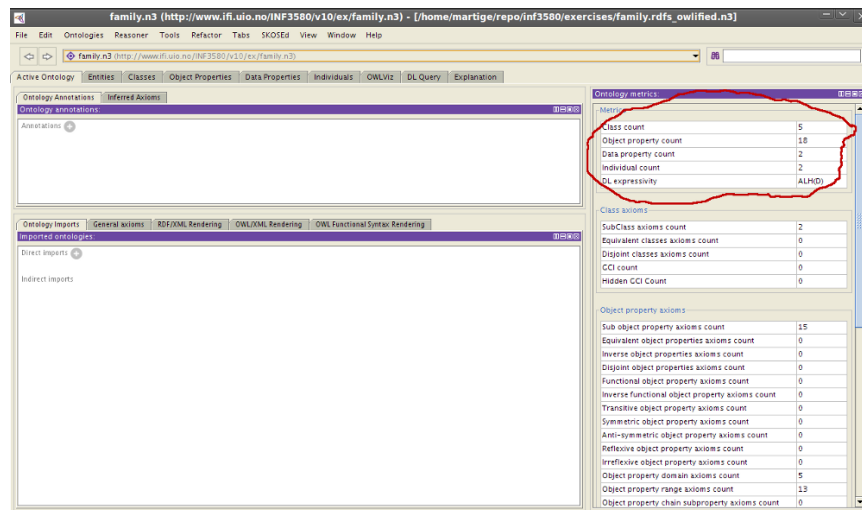 family.n3 (http://www.ifi.uio.no/INF3580/v10/ex/family.n3) - [/home/martige/repo/inf3580/exercises/family.rdfs_owlified.n3]
File Edit Ontologies Reasoner Tools Refactor Tabs SKOSEd View Window Help
family.n3 (http://www.ifi.uio.no/INF3580/v10/ex/family.n3)
Active Ontology Entities Classes Object Properties Data Properties Individuals OWLViz DL Query Explanation
Ontology Annotations Inferred Axioms
Ontology annotations:
Annotations
Ontology Imports General axioms RDF/XML Rendering OWL/XML Rendering OWL Functional Syntax Rendering
Imported ontologies:
Direct imports
Indirect imports
Ontology metrics:
Metrics
Class count 5
Object property count 18
Data property count 2
Individual count 2
DL expressivity ALH(D)
Class axioms
SubClass axioms count 2
Equivalent classes axioms count 0
Disjoint classes axioms count 0
GCI count 0
Hidden GCI Count 0
Object property axioms
Sub object property axioms count 15
Equivalent object properties axioms count 0
Inverse object properties axioms count 0
Disjoint object properties axioms count 0
Functional object property axioms count 0
Inverse functional object property axioms count 0
Transitive object property axioms count 0
Symmetric object property axioms count 0
Anti-symmetric object property axioms count 0
Reflexive object property axioms count 0
Irreflexive object property axioms count 0
Object property domain axioms count 5
Object property range axioms count 13
Object property chain subproperty axioms count 0